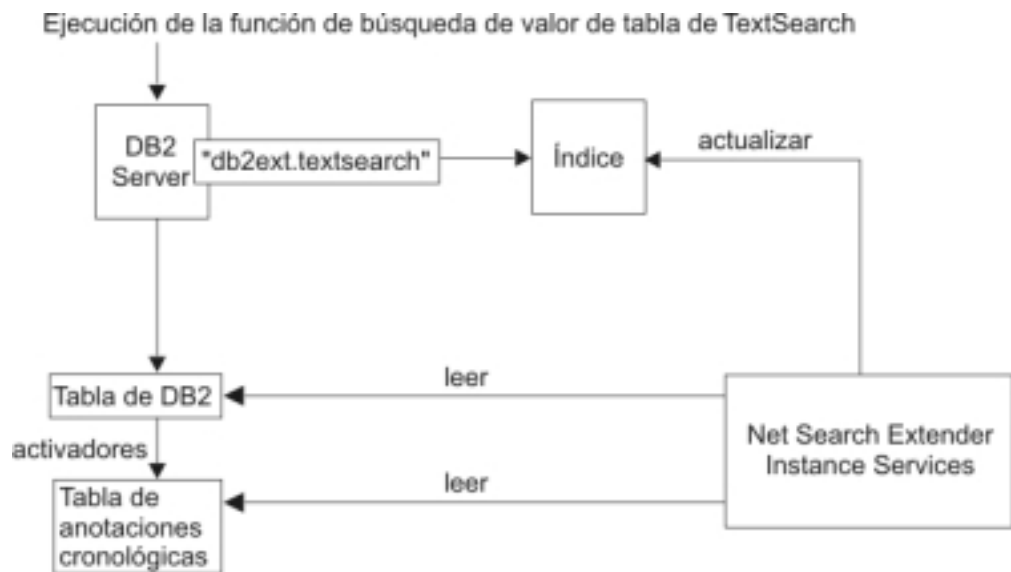 Ejecución de la función de búsqueda de valor de tabla de TextSearch
DB2
Server
"db2ext.textsearch"
Índice
actualizar
Tabla de DB2
leer
activadores
Net Search Extender
Instance Services
Tabla de
anotaciones
cronológicas
leer